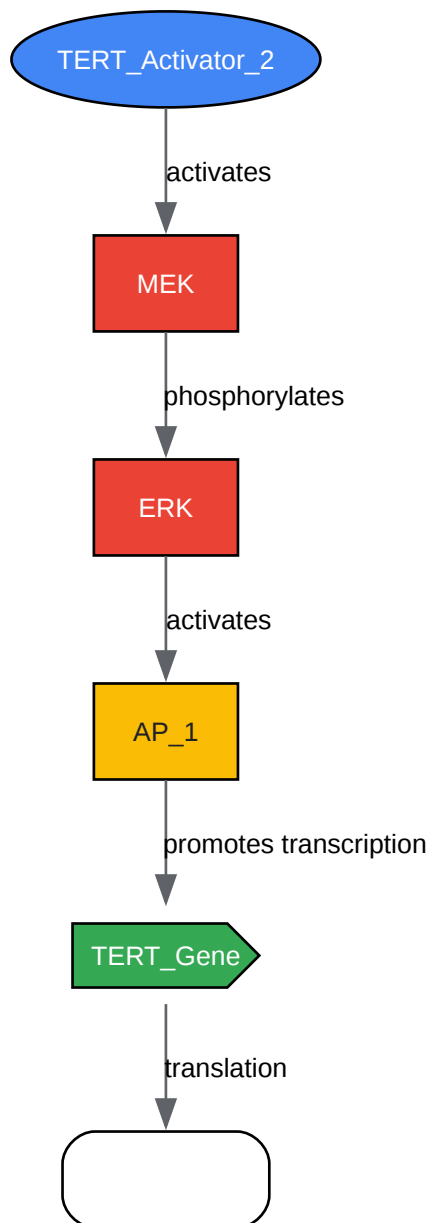 TERT_Activator_2
activates
MEK
phosphorylates
ERK
activates
AP_1
promotes transcription
TERT_Gene
translation